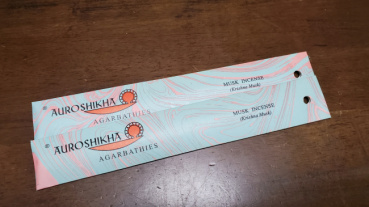 ® AUROSHIKHA
AGARBATHIES
MUSK INCENSE
(Krishna Musk)
® AUROSHIKHA
AGARBATHIES
MUSK INCENSE
(Krishna Musk)